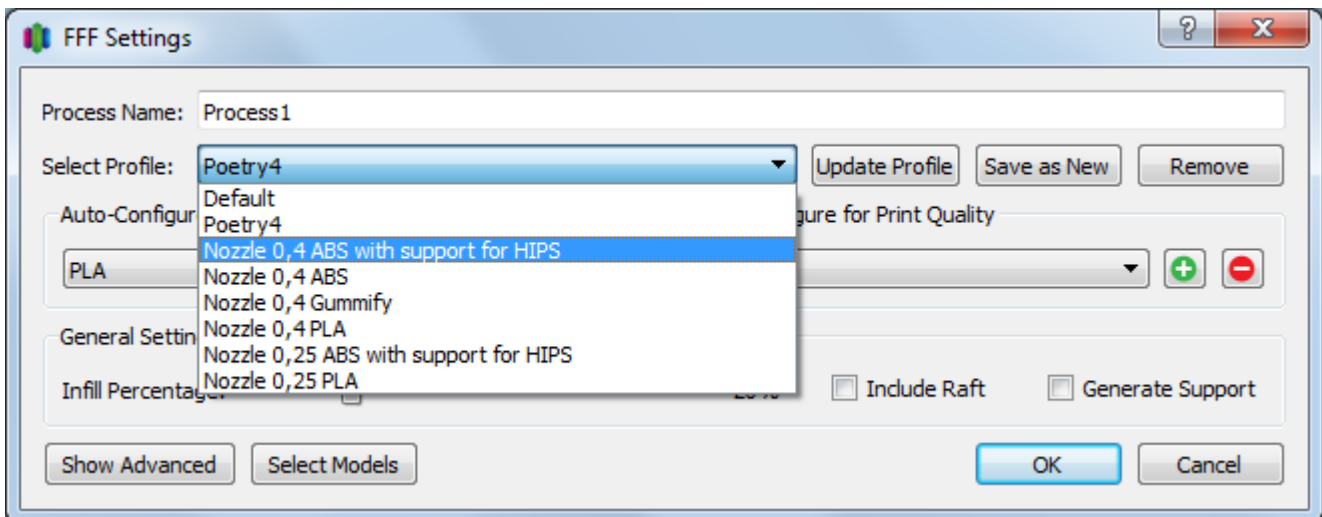 FFF Settings
Process Name: Process1
Select Profile: Poetry4 Update Profile Save as New Remove
Default
Poetry4
Nozzle 0,4 ABS with support for HIPS
Nozzle 0,4 ABS
Nozzle 0,4 Gummify
Nozzle 0,4 PLA
Nozzle 0,25 ABS with support for HIPS
Nozzle 0,25 PLA
Auto-Configur gure for Print Quality
PLA
General Settin
Infill Percentage: Include Raft Generate Support
Show Advanced Select Models OK Cancel